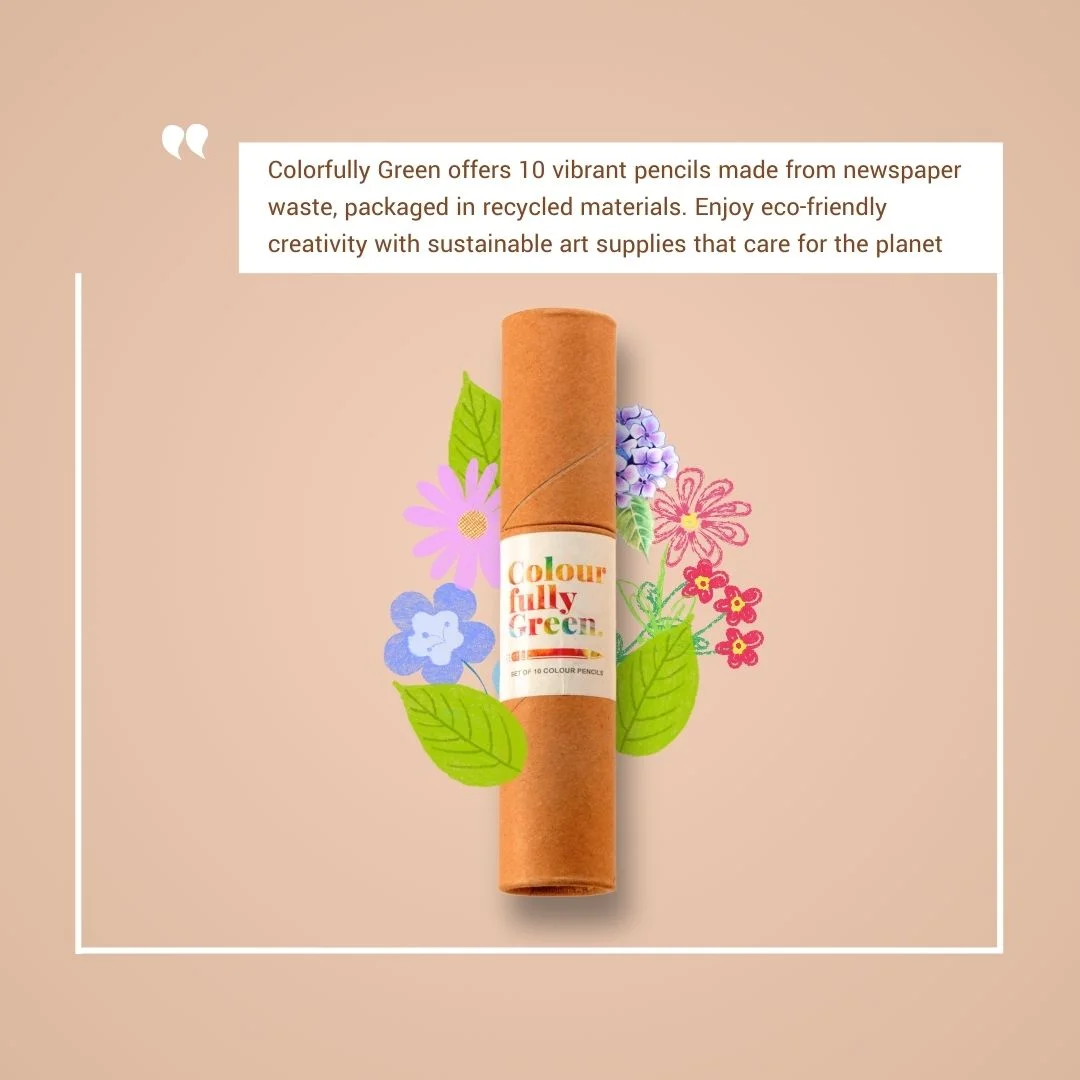 Colorfully Green offers 10 vibrant pencils made from newspaper
waste, packaged in recycled materials. Enjoy eco-friendly
creativity with sustainable art supplies that care for the planet
Colour
fully
Green.
SET OF 10 COLOUR PENCILS